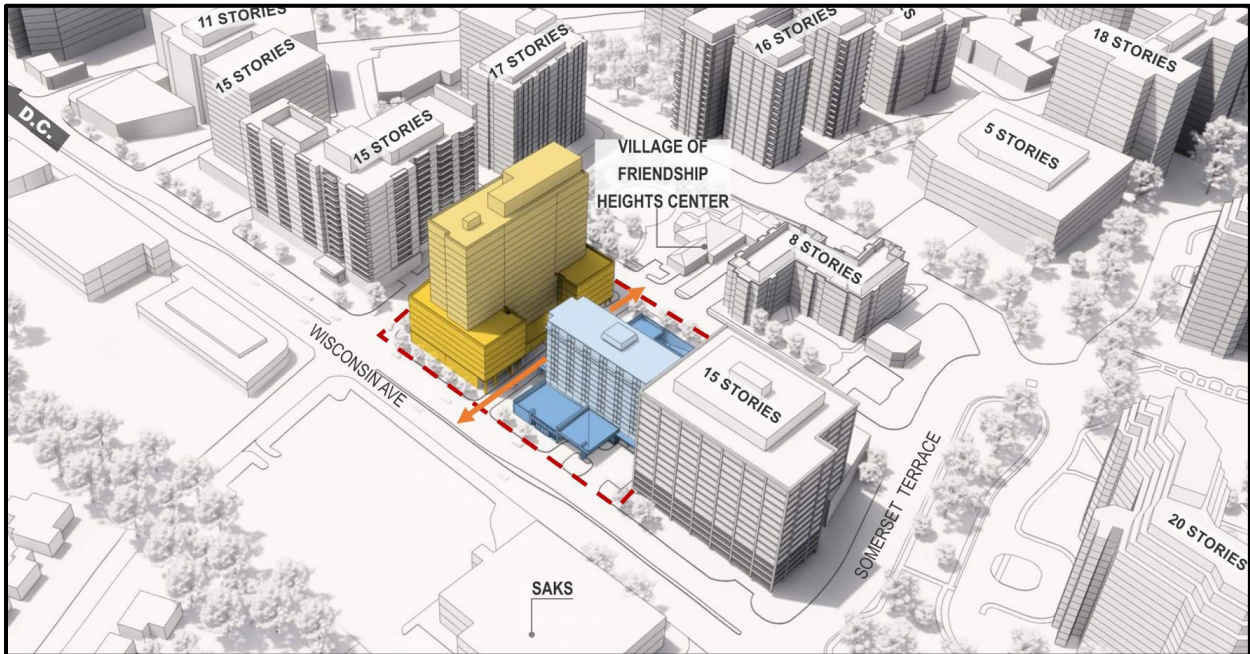 11 STORIES
15 STORIES
17 STORIES
16 STORIES
18 STORIES
D.C.
15 STORIES
5 STORIES
VILLAGE OF
FRIENDSHIP
HEIGHTS CENTER
8 STORIES
WISCONSIN AVE
15 STORIES
SOMERSET TERRACE
20 STORIES
SAKS